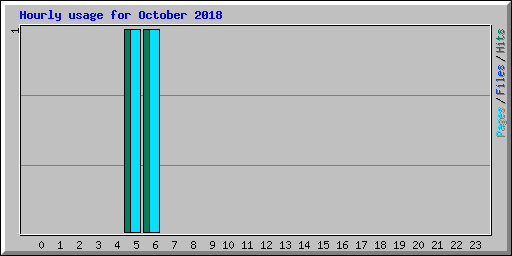 Hourly usage for October 2018
1
Pages/Files/Hits
0 1 2 3 4 5 6 7 8 9 10 11 12 13 14 15 16 17 18 19 20 21 22 23